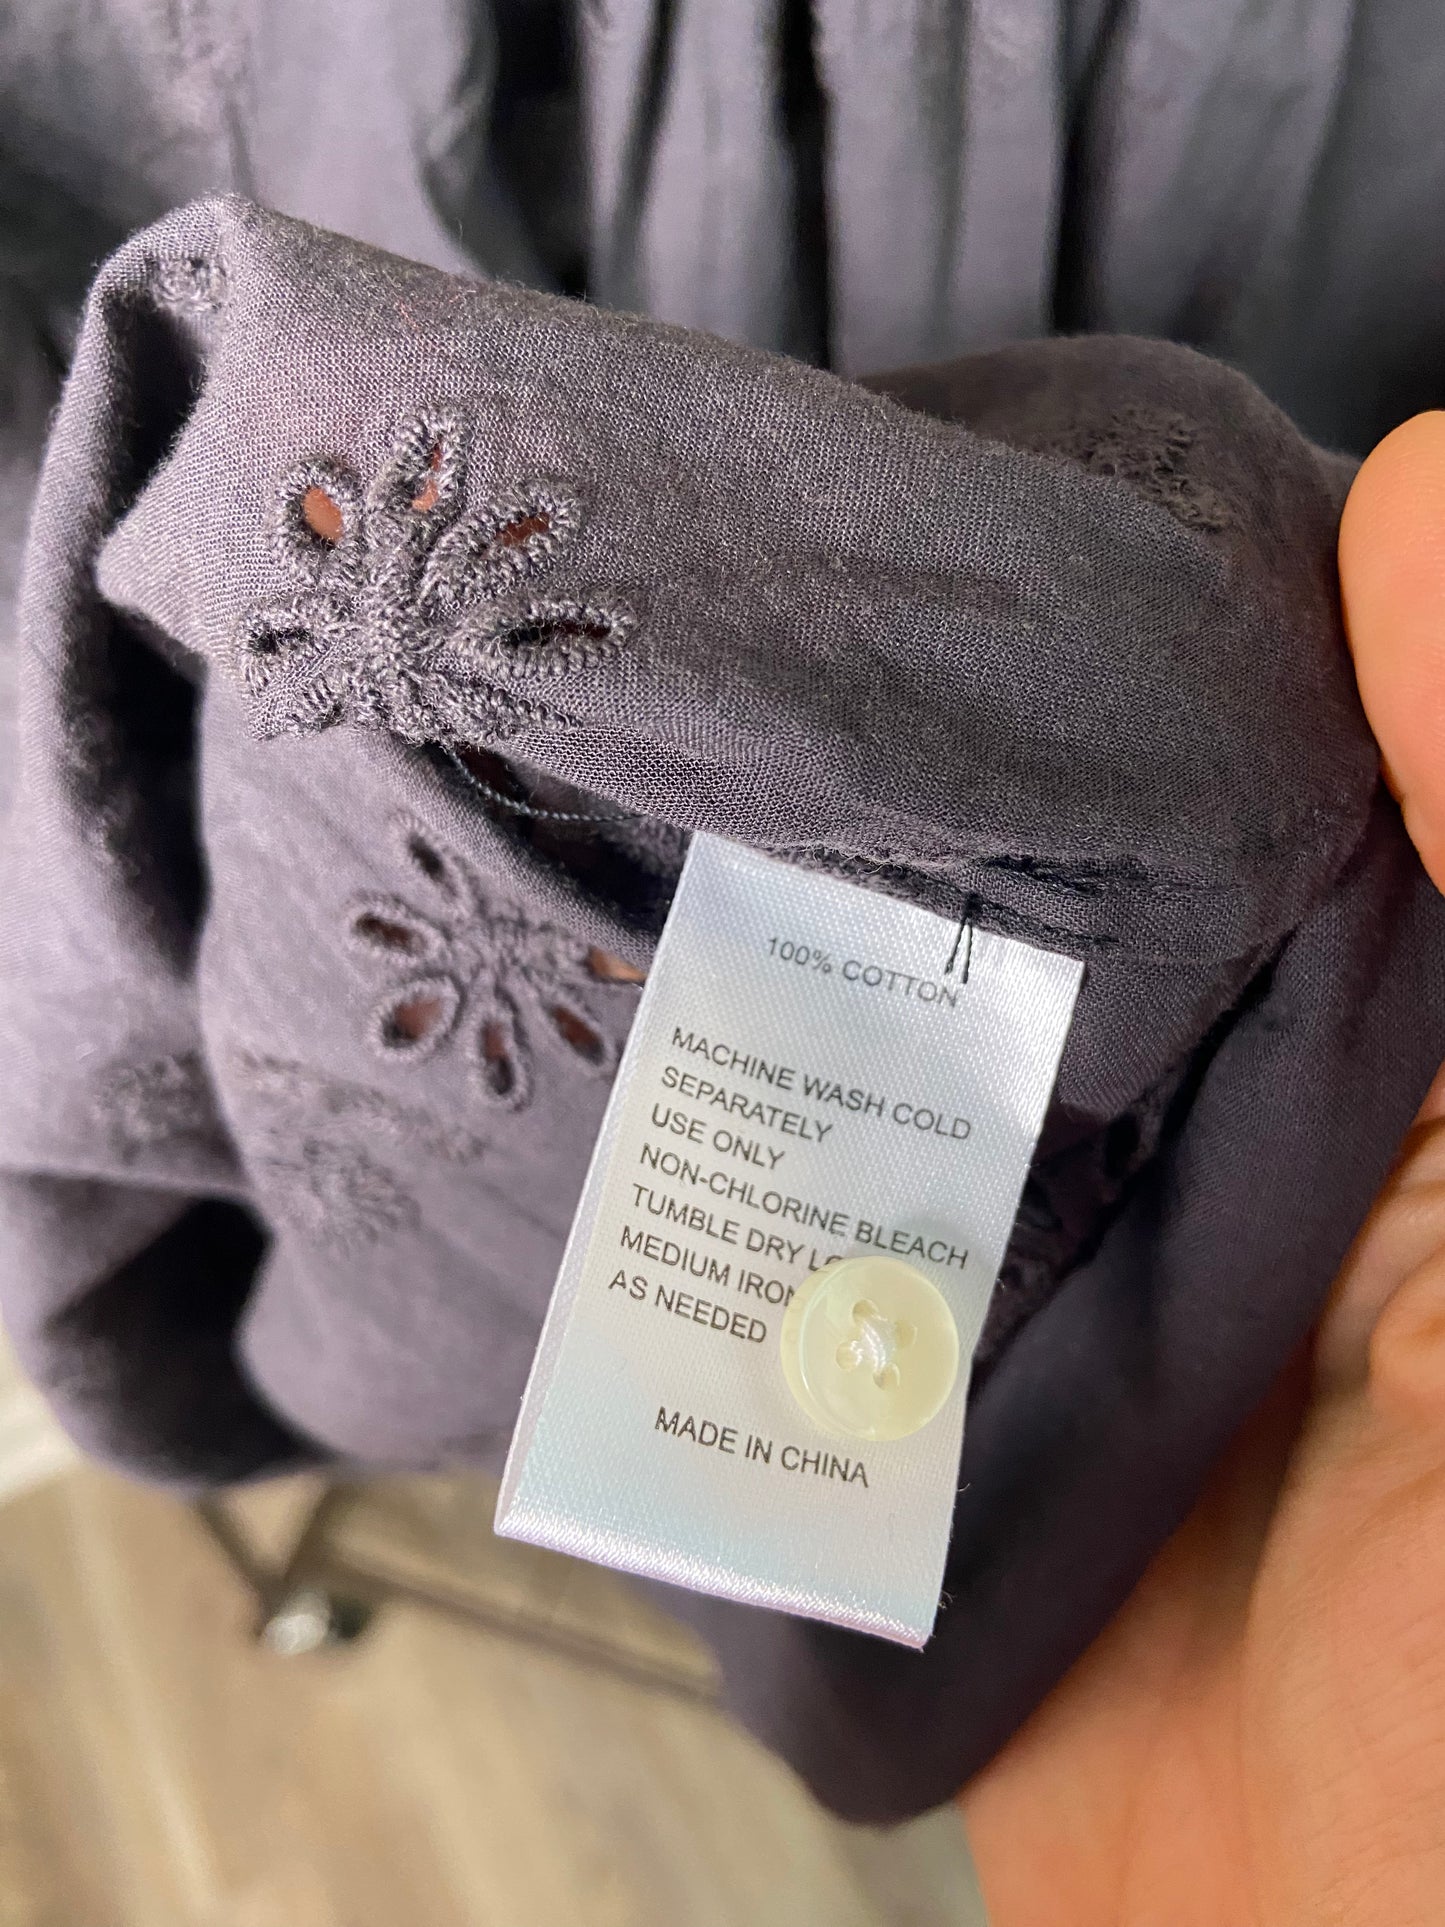 100% COTTON
MACHINE WASH COLD
SEPARATELY
USE ONLY
NON-CHLORINE BLEACH
TUMBLE DRY
MEDIUM IRON
AS NEEDED
MADE IN CHINA